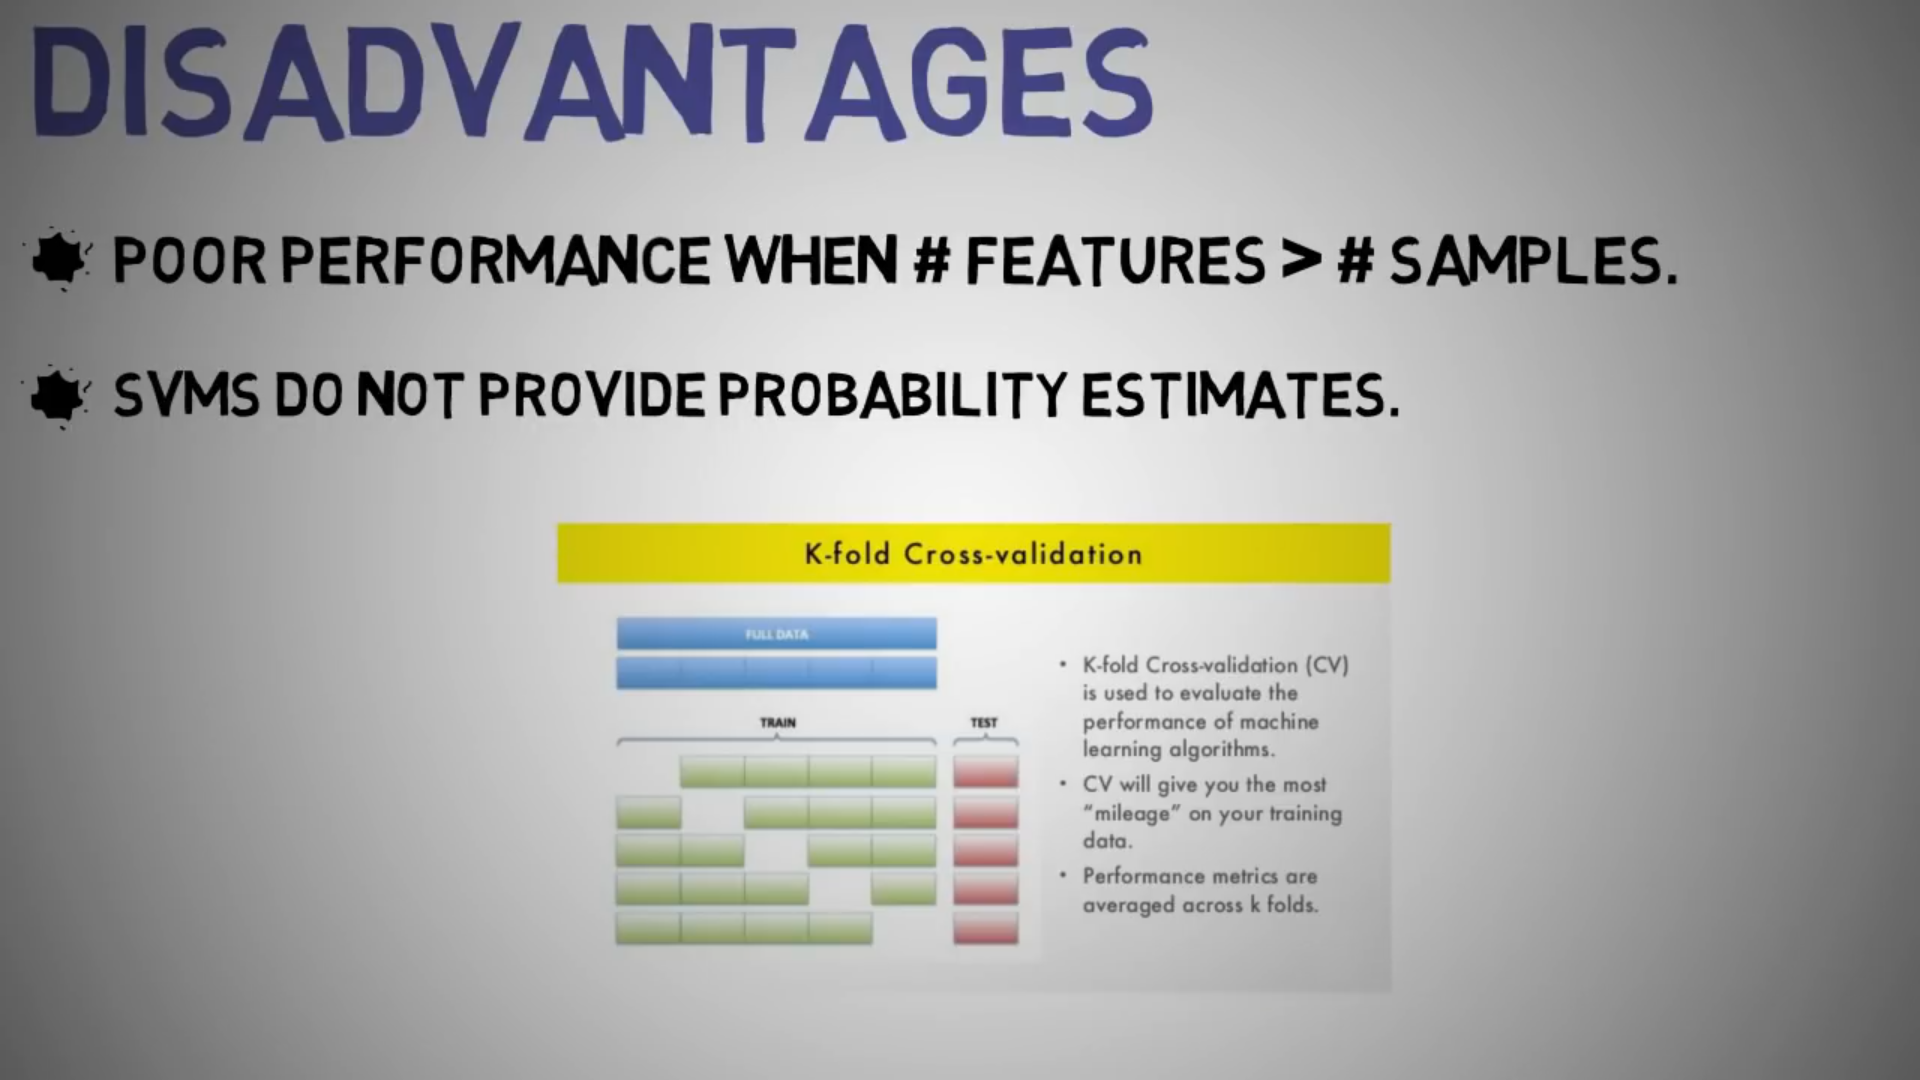 DISADVANTAGES
POOR PERFORMANCE WHEN # FEATURES > # SAMPLES.
SVMS DO NOT PROVIDE PROBABILITY ESTIMATES.
K-fold Cross-validation
FULL DATA
TRAIN
TEST
• K-fold Cross-validation (CV)
is used to evaluate the
performance of machine
learning algorithms.
• CV will give you the most
“mileage” on your training
data.
• Performance metrics are
averaged across k folds.